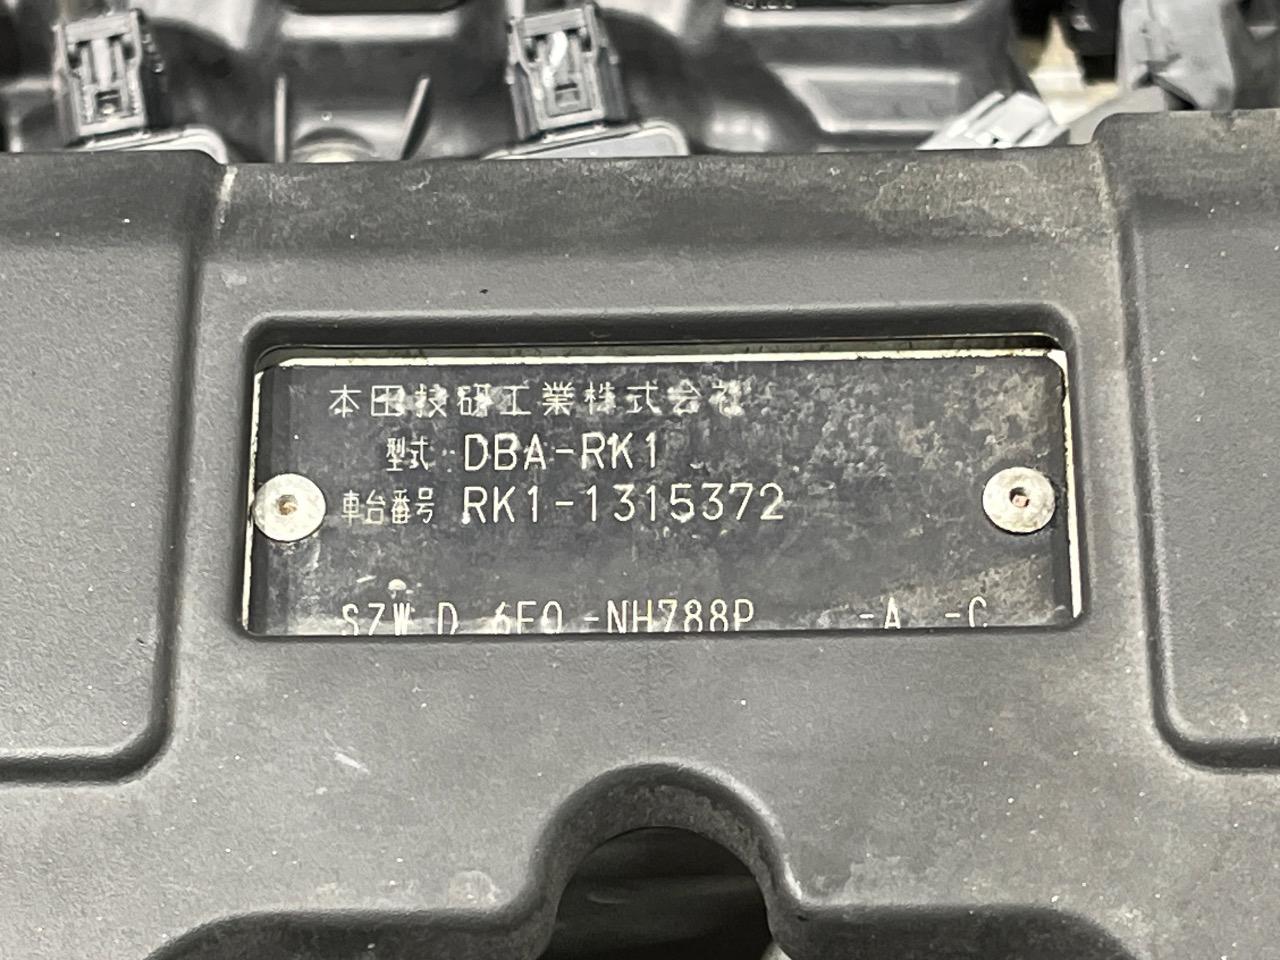 本田技研工業株式会社
型式 DBA-RK1
車台番号 RK1-1315372
SZW D 6E0 -NH788P -A -C